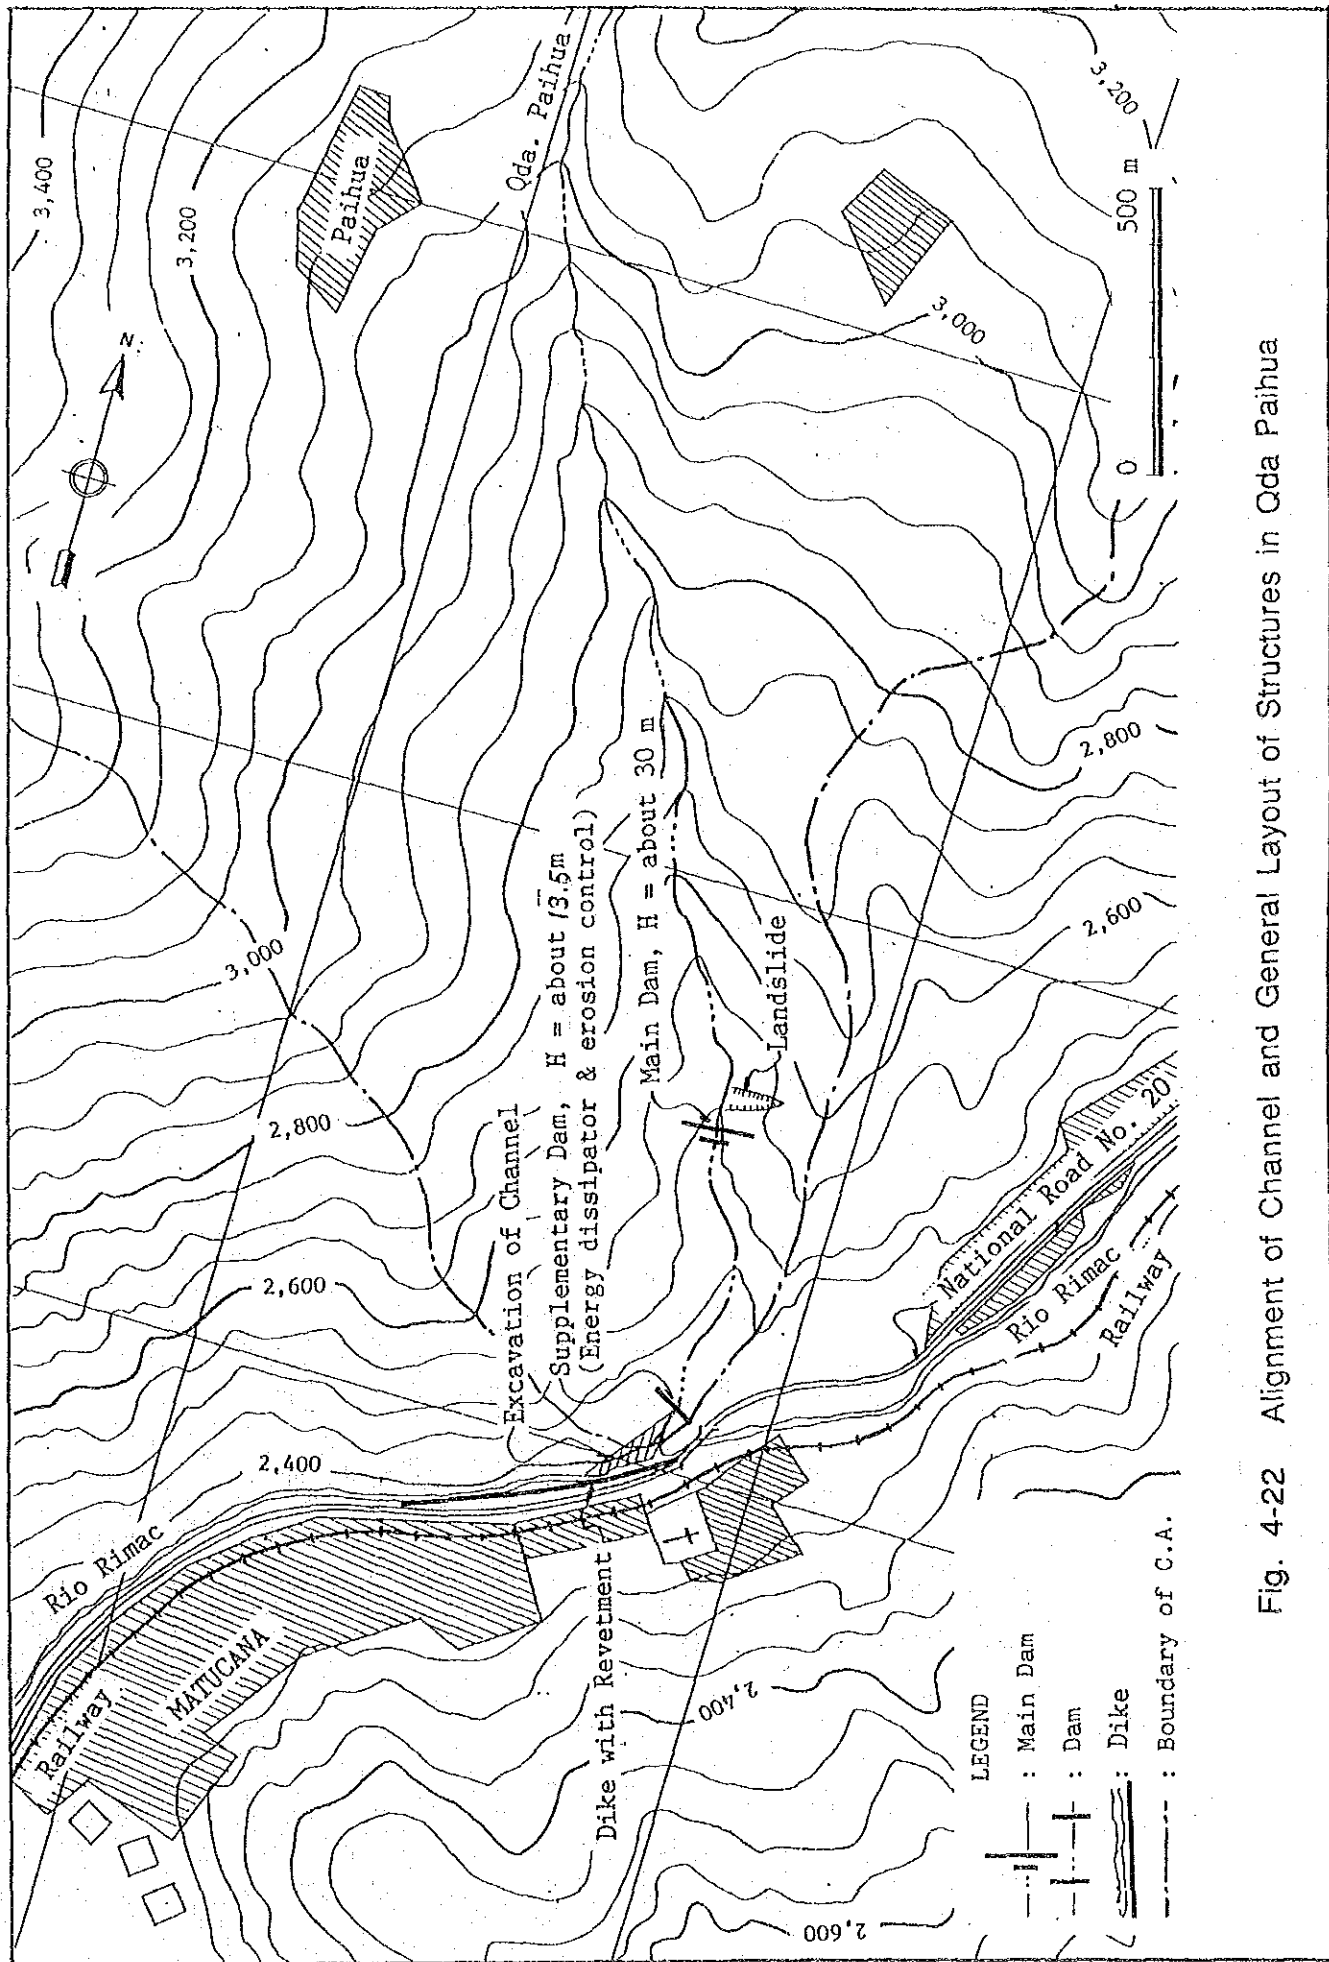 3,400
3,200
Paihua
Qda. Paihua
3,200
N
3,000
500 m
0
2,800
2,600
3,000
2,800
2,600
2,400
Excavation of Channel
Supplementary Dam, H = about 13.5m
(Energy dissipator & erosion control)
Main Dam, H = about 30 m
Landslide
National Road No. 20
Rio Rimac
Railway
Rio Rimac
Railway
MATUCANA
Dike with Revetment
2,400
2,600
LEGEND
: Main Dam
: Dam
: Dike
: Boundary of C.A.
Fig. 4-22 Alignment of Channel and General Layout of Structures in Qda Paihua